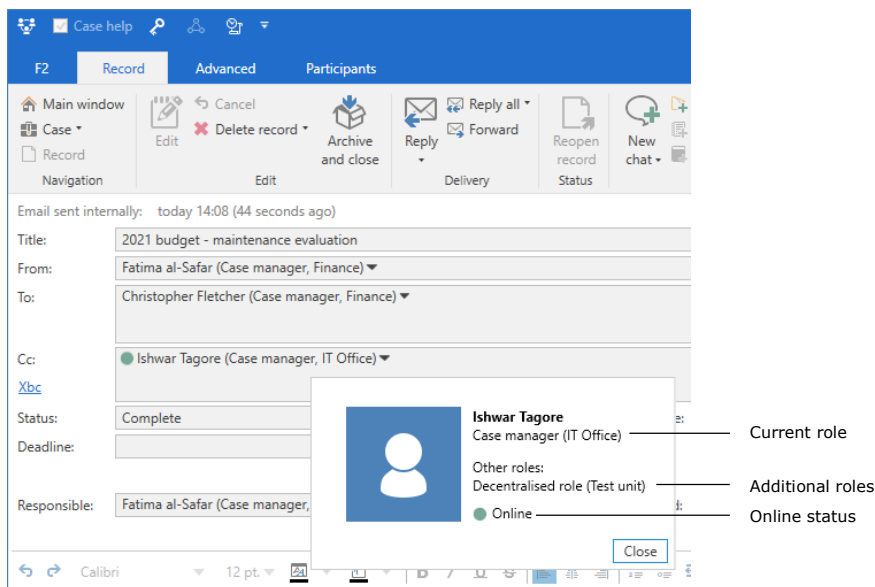 Case help
F2 Record Advanced Participants
Main window
Case
Record
Navigation
Edit
Cancel
Delete record
Archive
and close
Edit
Reply
Reply all
Forward
Delivery
Reopen
record
Status
New
chat
Email sent internally: today 14:08 (44 seconds ago)
Title: 2021 budget - maintenance evaluation
From: Fatima al-Safar (Case manager, Finance)
To: Christopher Fletcher (Case manager, Finance)
Cc: Ishwar Tagore (Case manager, IT Office)
Xbc
Status: Complete
Deadline:
Responsible: Fatima al-Safar (Case manager,
Ishwar Tagore
Case manager (IT Office)
Other roles:
Decentralised role (Test unit)
Online
Close
Current role
Additional roles
Online status
Calibri 12 pt. B I U S